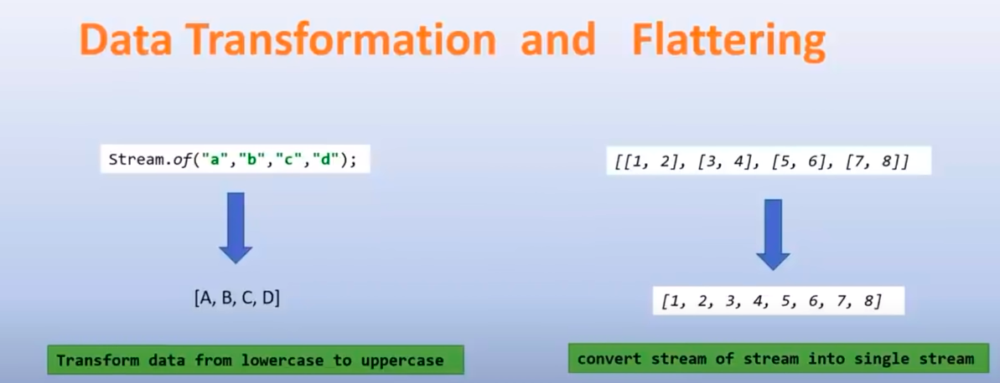 Data Transformation and Flattering
Stream.of("a","b","c","d");
[A, B, C, D]
Transform data from lowercase to uppercase
[[1, 2], [3, 4], [5, 6], [7, 8]]
[1, 2, 3, 4, 5, 6, 7, 8]
convert stream of stream into single stream